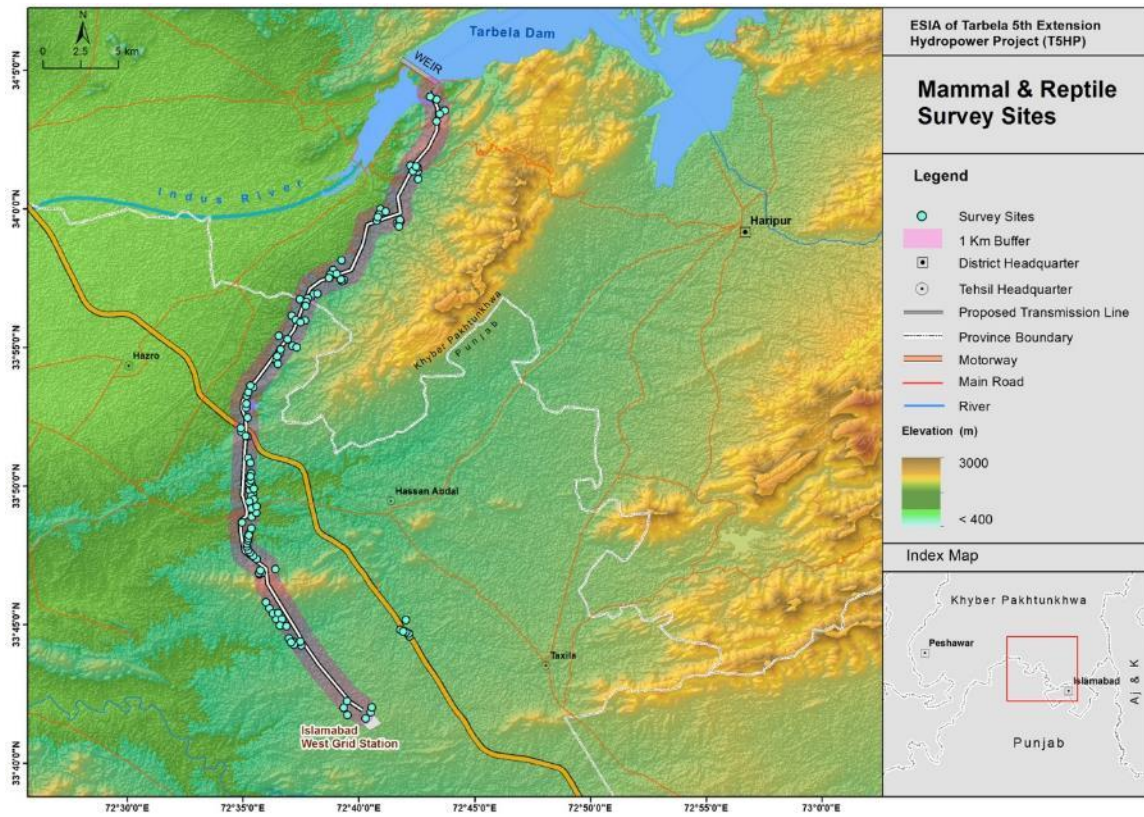 N
0 2.5 5 km
Tarbela Dam
WEIR
Indus River
Haripur
Khyber Pakhtunkhwa
Punjab
Hazro
Hassan Abdal
Taxila
Islamabad
West Grid Station
34°5'0"N
34°0'0"N
33°55'0"N
33°50'0"N
33°45'0"N
33°40'0"N
72°30'0"E
72°35'0"E
72°40'0"E
72°45'0"E
72°50'0"E
72°55'0"E
73°0'0"E
ESIA of Tarbela 5th Extension
Hydropower Project (T5HP)
Mammal & Reptile
Survey Sites
Legend
Survey Sites
1 Km Buffer
District Headquarter
Tehsil Headquarter
Proposed Transmission Line
Province Boundary
Motorway
Main Road
River
Elevation (m)
3000
< 400
Index Map
Khyber Pakhtunkhwa
Peshawar
Islamabad
Aj & K
Punjab